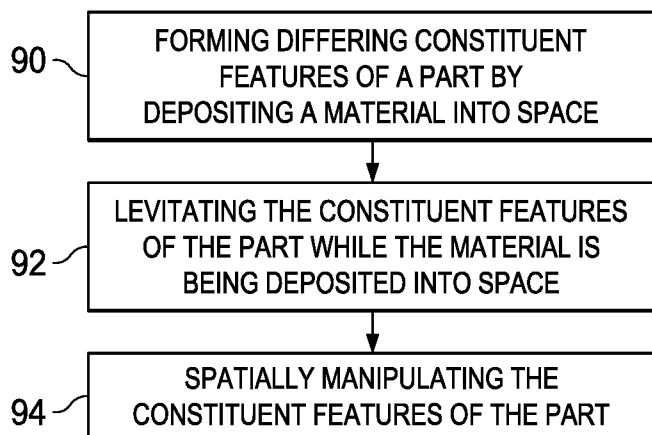 90
FORMING DIFFERING CONSTITUENT
FEATURES OF A PART BY
DEPOSITING A MATERIAL INTO SPACE
92
LEVITATING THE CONSTITUENT FEATURES
OF THE PART WHILE THE MATERIAL IS
BEING DEPOSITED INTO SPACE
94
SPATIALLY MANIPULATING THE
CONSTITUENT FEATURES OF THE PART